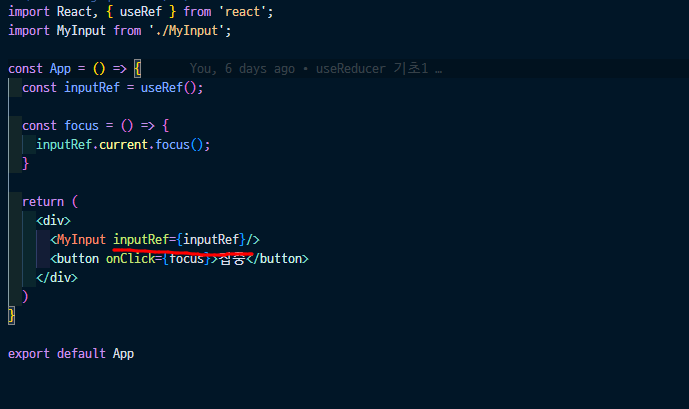 import React, { useRef } from 'react';
import MyInput from './MyInput';
const App = () => {      You, 6 days ago • useReducer 기초1 …
  const inputRef = useRef();
  const focus = () => {
    inputRef.current.focus();
  }
  return (
    <div>
      <MyInput inputRef={inputRef}/>
      <button onClick={focus}>집중</button>
    </div>
  )
}
export default App